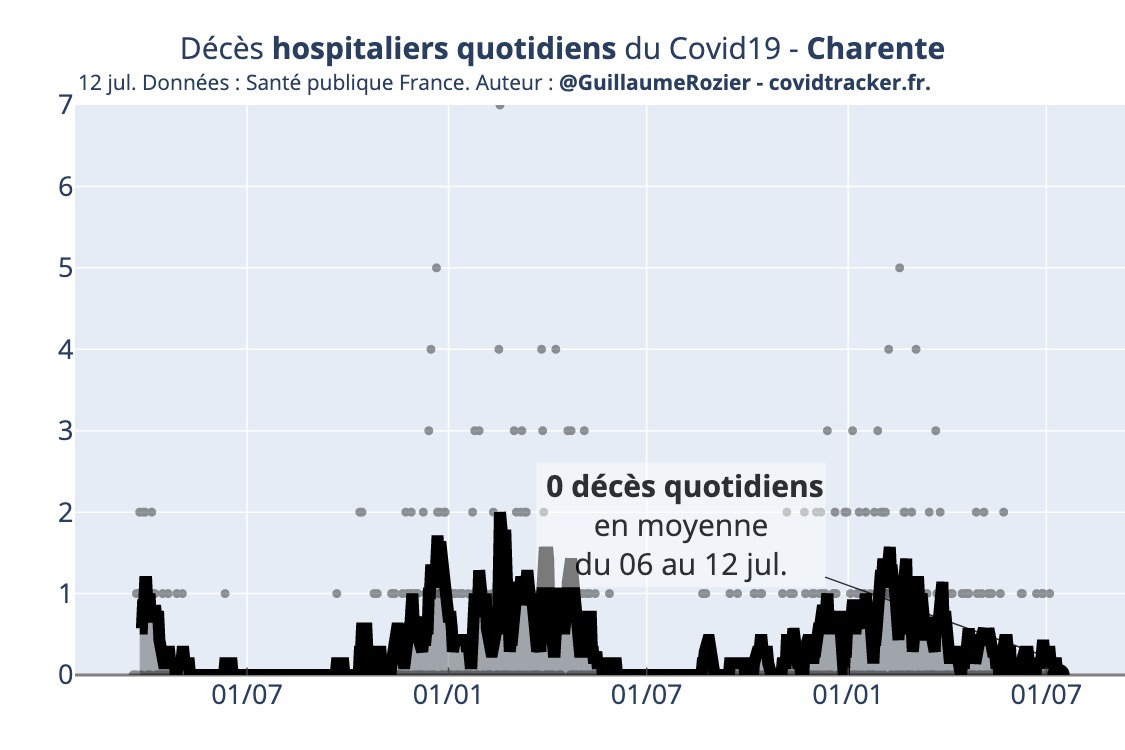 Décès hospitaliers quotidiens du Covid19 - Charente
12 jul. Données : Santé publique France. Auteur : @GuillaumeRozier - covidtracker.fr.
7
6
5
4
3
2
1
0
0 décès quotidiens
en moyenne
du 06 au 12 jul.
01/07 01/01 01/07 01/01 01/07